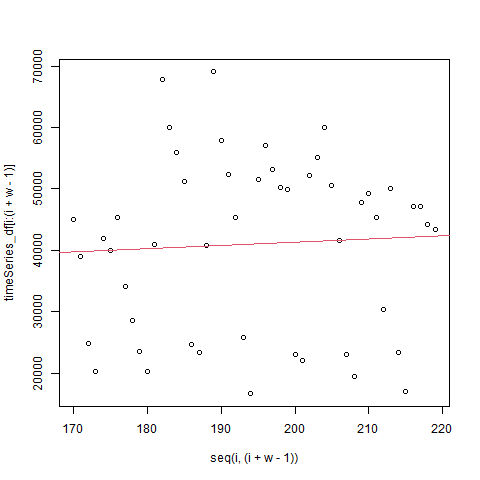 70000
60000
50000
40000
30000
20000
timeSeries_df[i:(i + w - 1)]
170 180 190 200 210 220
seq(i, (i + w - 1))